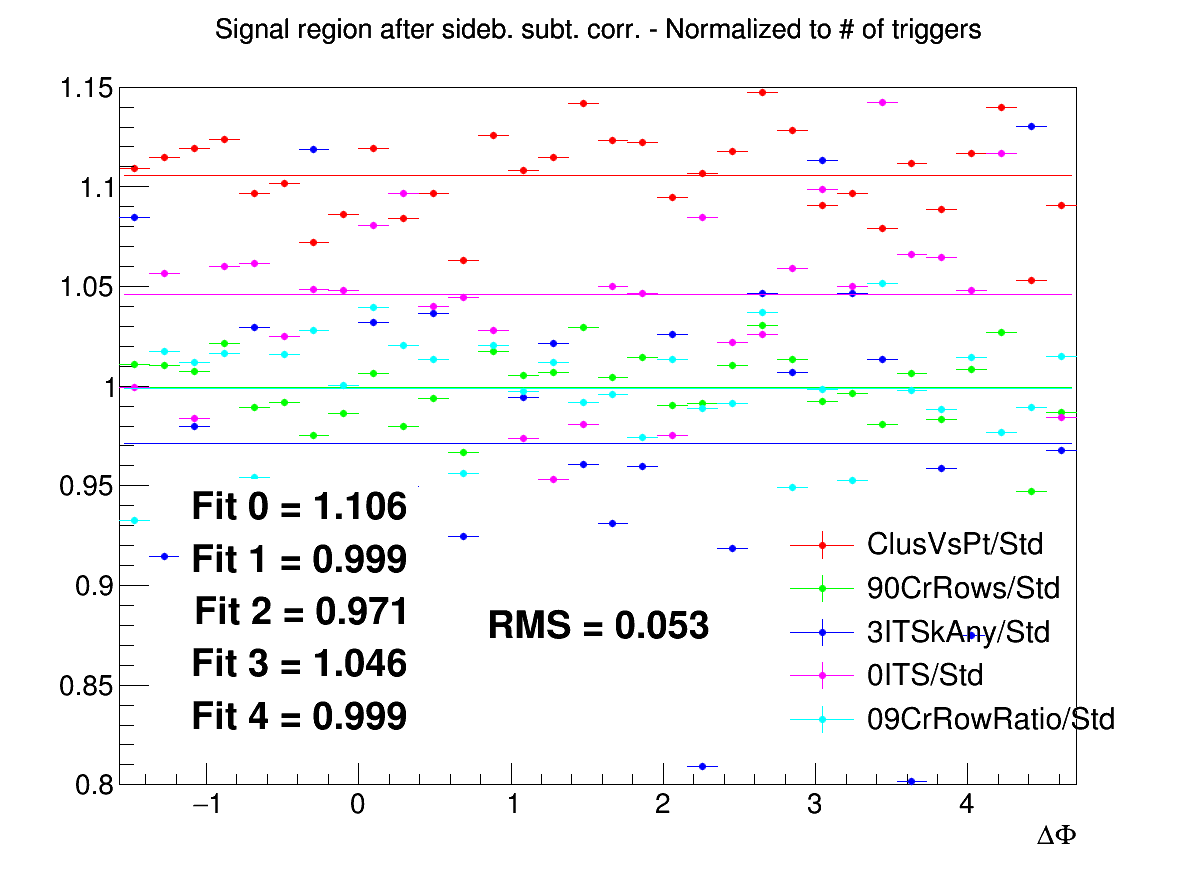 Signal region after sideb. subt. corr. - Normalized to # of triggers
1.15
1.1
1.05
1
0.95
0.9
0.85
0.8
Fit 0 = 1.106
Fit 1 = 0.999
Fit 2 = 0.971
Fit 3 = 1.046
Fit 4 = 0.999
RMS = 0.053
ClusVsPt/Std
90CrRows/Std
3ITSkAny/Std
0ITS/Std
09CrRowRatio/Std
−1 0 1 2 3 4
ΔΦ